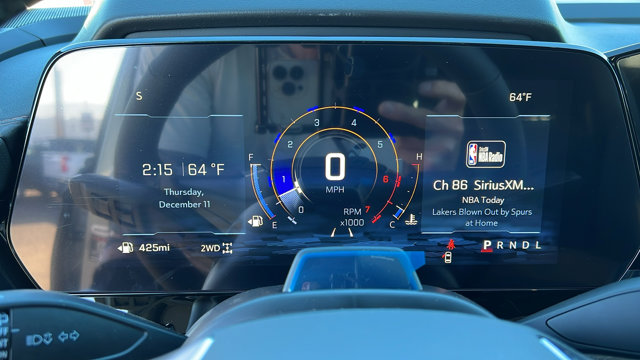 S
64°F
2:15 64 °F
Thursday,
December 11
425mi
2WD
F
E
0
1
2
3
4
5
6
7
0
MPH
RPM
x1000
H
C
NBA Radio
Ch 86 SiriusXM...
NBA Today
Lakers Blown Out by Spurs
at Home
P R N D L